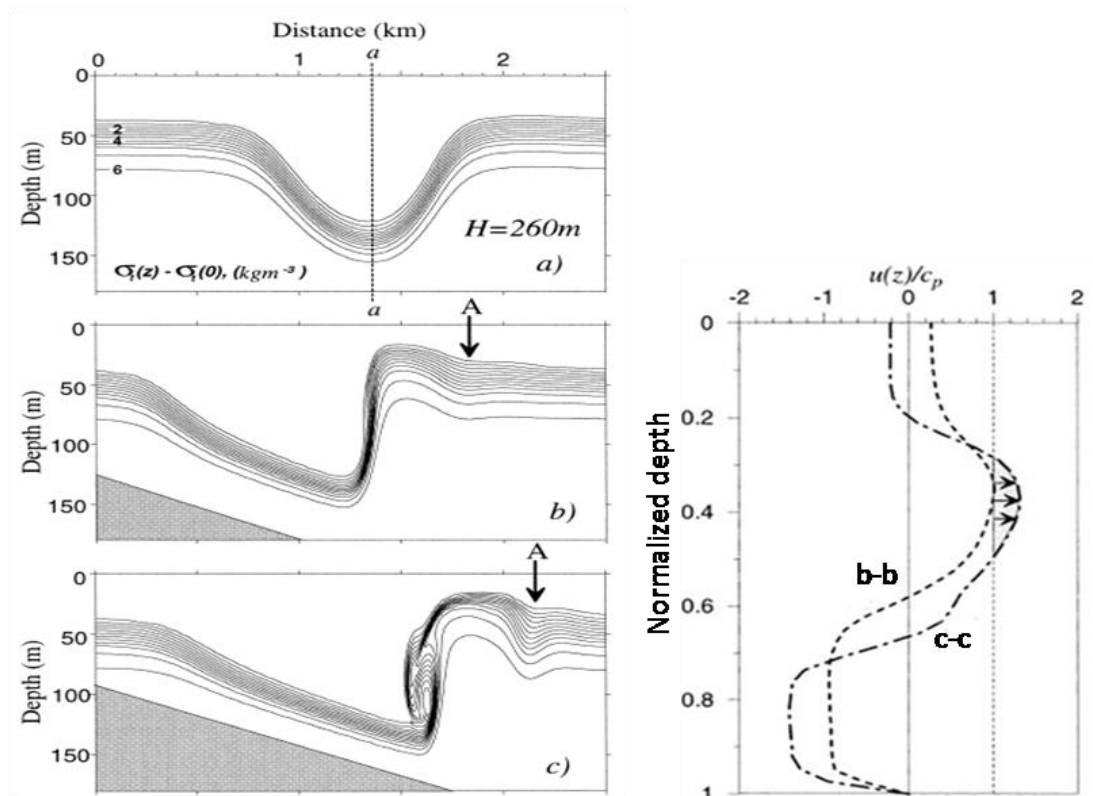 Distance (km)
0 1 a 2
0
50
100
150
Depth (m)
2
4
6
H=260m
σₜ(z) - σₜ(0), (kgm⁻³)
a)
a
A
0
50
100
150
Depth (m)
b)
A
0
50
100
150
Depth (m)
c)
u(z)/cₚ
-2 -1 0 1 2
0
0.2
0.4
0.6
0.8
1
Normalized depth
b-b
c-c